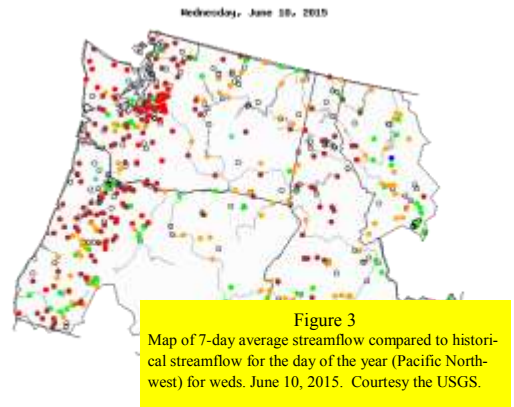 Wednesday, June 10, 2015
Figure 3
Map of 7-day average streamflow compared to histori-
cal streamflow for the day of the year (Pacific North-
west) for weds. June 10, 2015.  Courtesy the USGS.